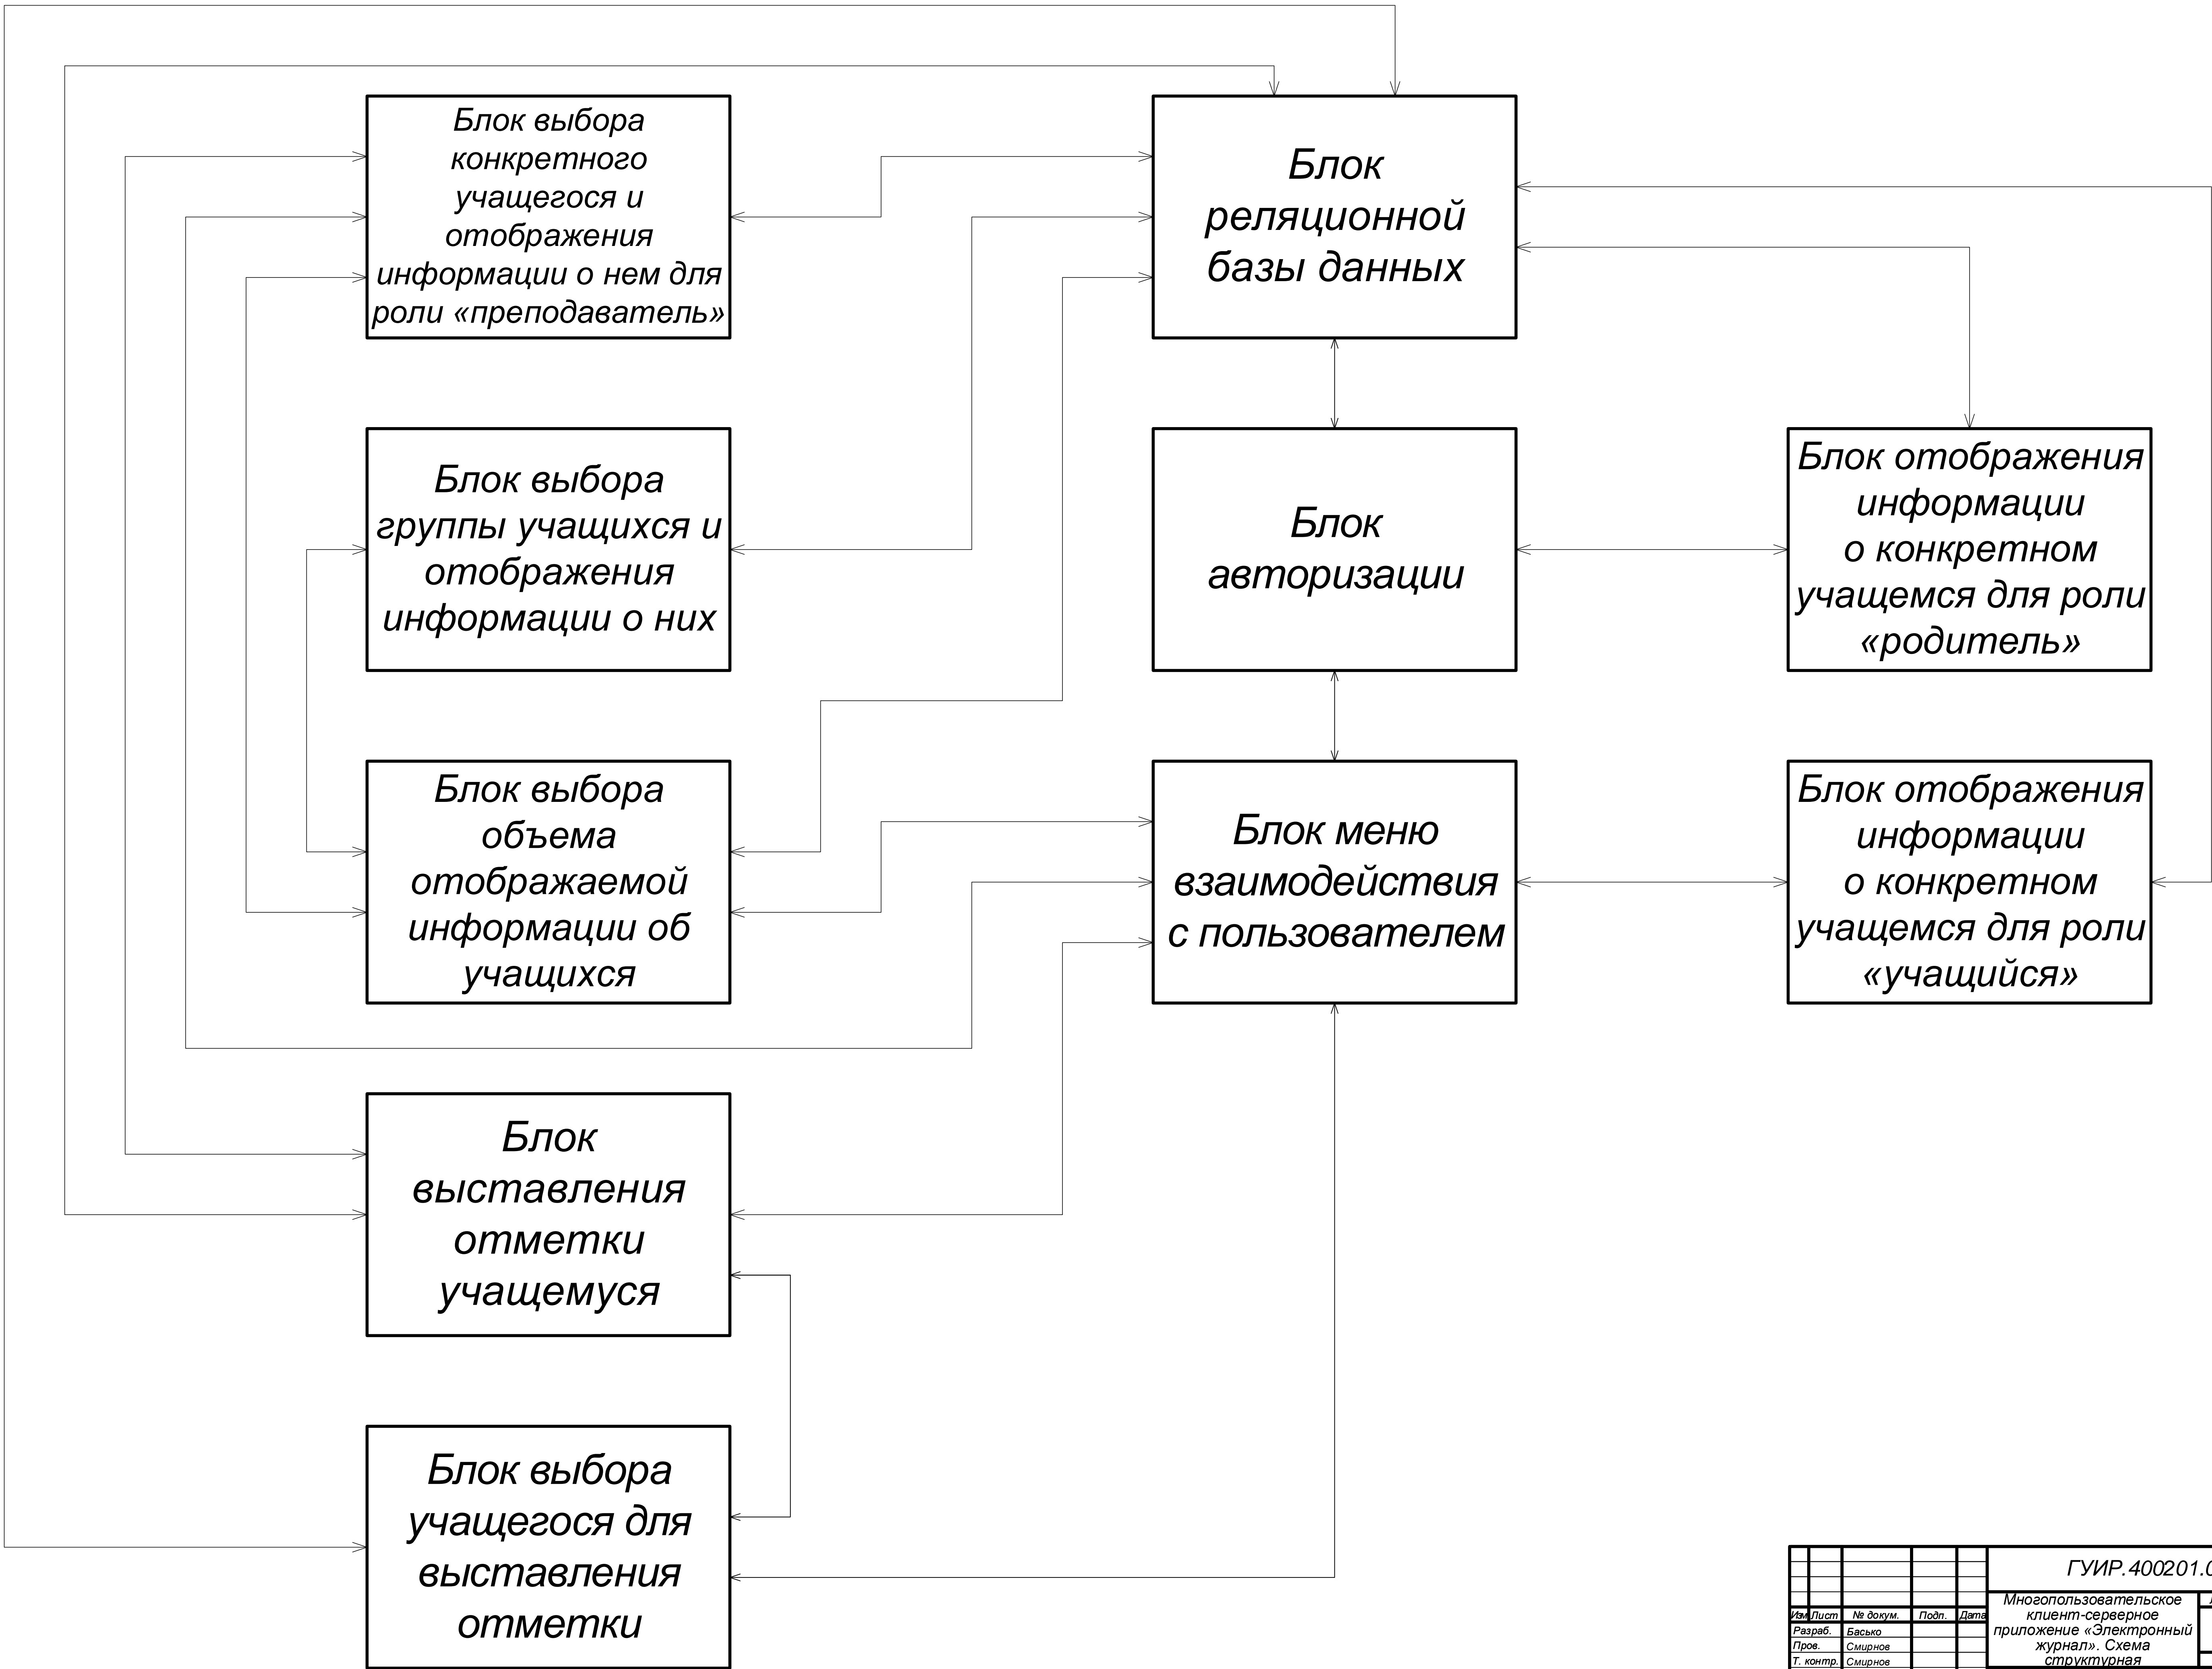 Блок выбора
конкретного
учащегося и
отображения
информации о нем для
роли «преподаватель»
Блок
реляционной
базы данных
Блок выбора
группы учащихся и
отображения
информации о них
Блок
авторизации
Блок отображения
информации
о конкретном
учащемся для роли
«родитель»
Блок выбора
объема
отображаемой
информации об
учащихся
Блок меню
взаимодействия
с пользователем
Блок отображения
информации
о конкретном
учащемся для роли
«учащийся»
Блок
выставления
отметки
учащемуся
Блок выбора
учащегося для
выставления
отметки
ГУИР.400201.0
Многопользовательское
клиент-серверное
приложение «Электронный
журнал». Схема
структурная
Изм Лист № докум. Подп. Дата
Разраб. Басько
Пров. Смирнов
Т. контр. Смирнов